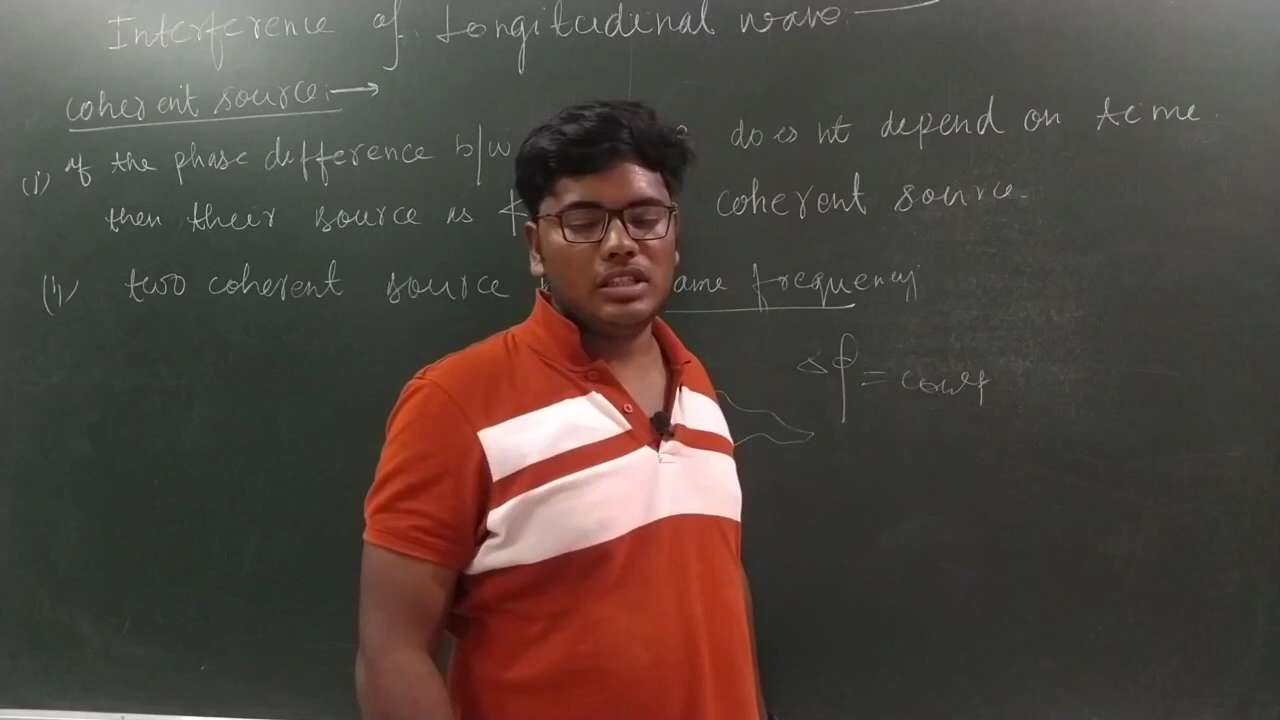 Interference of Longitudinal wave
coherent source:→
(i) If the phase difference b/w does nt depend on time.
then their source is coherent source.
(ii) two coherent source ame frequency
Δφ = const